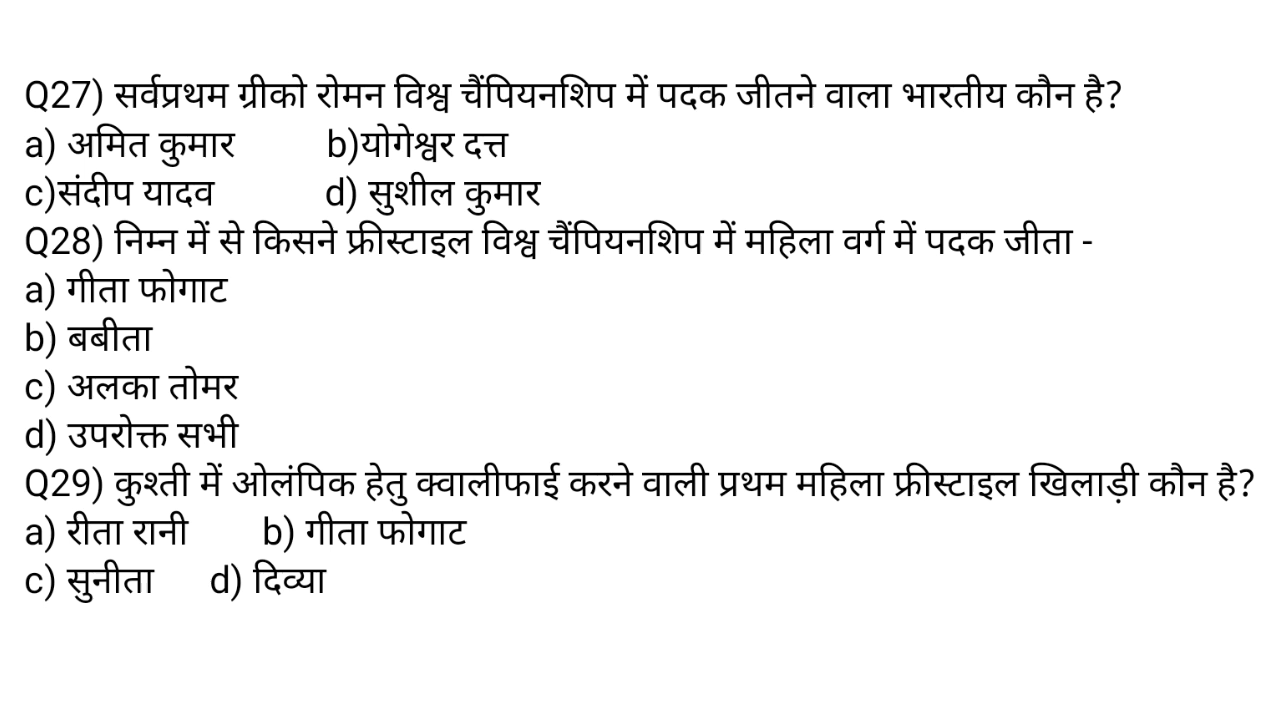 Q27) सर्वप्रथम ग्रीको रोमन विश्व चैंपियनशिप में पदक जीतने वाला भारतीय कौन है?
a) अमित कुमार b)योगेश्वर दत्त
c)संदीप यादव d) सुशील कुमार
Q28) निम्न में से किसने फ्रीस्टाइल विश्व चैंपियनशिप में महिला वर्ग में पदक जीता -
a) गीता फोगाट
b) बबीता
c) अलका तोमर
d) उपरोक्त सभी
Q29) कुश्ती में ओलंपिक हेतु क्वालीफाई करने वाली प्रथम महिला फ्रीस्टाइल खिलाड़ी कौन है?
a) रीता रानी b) गीता फोगाट
c) सुनीता d) दिव्या